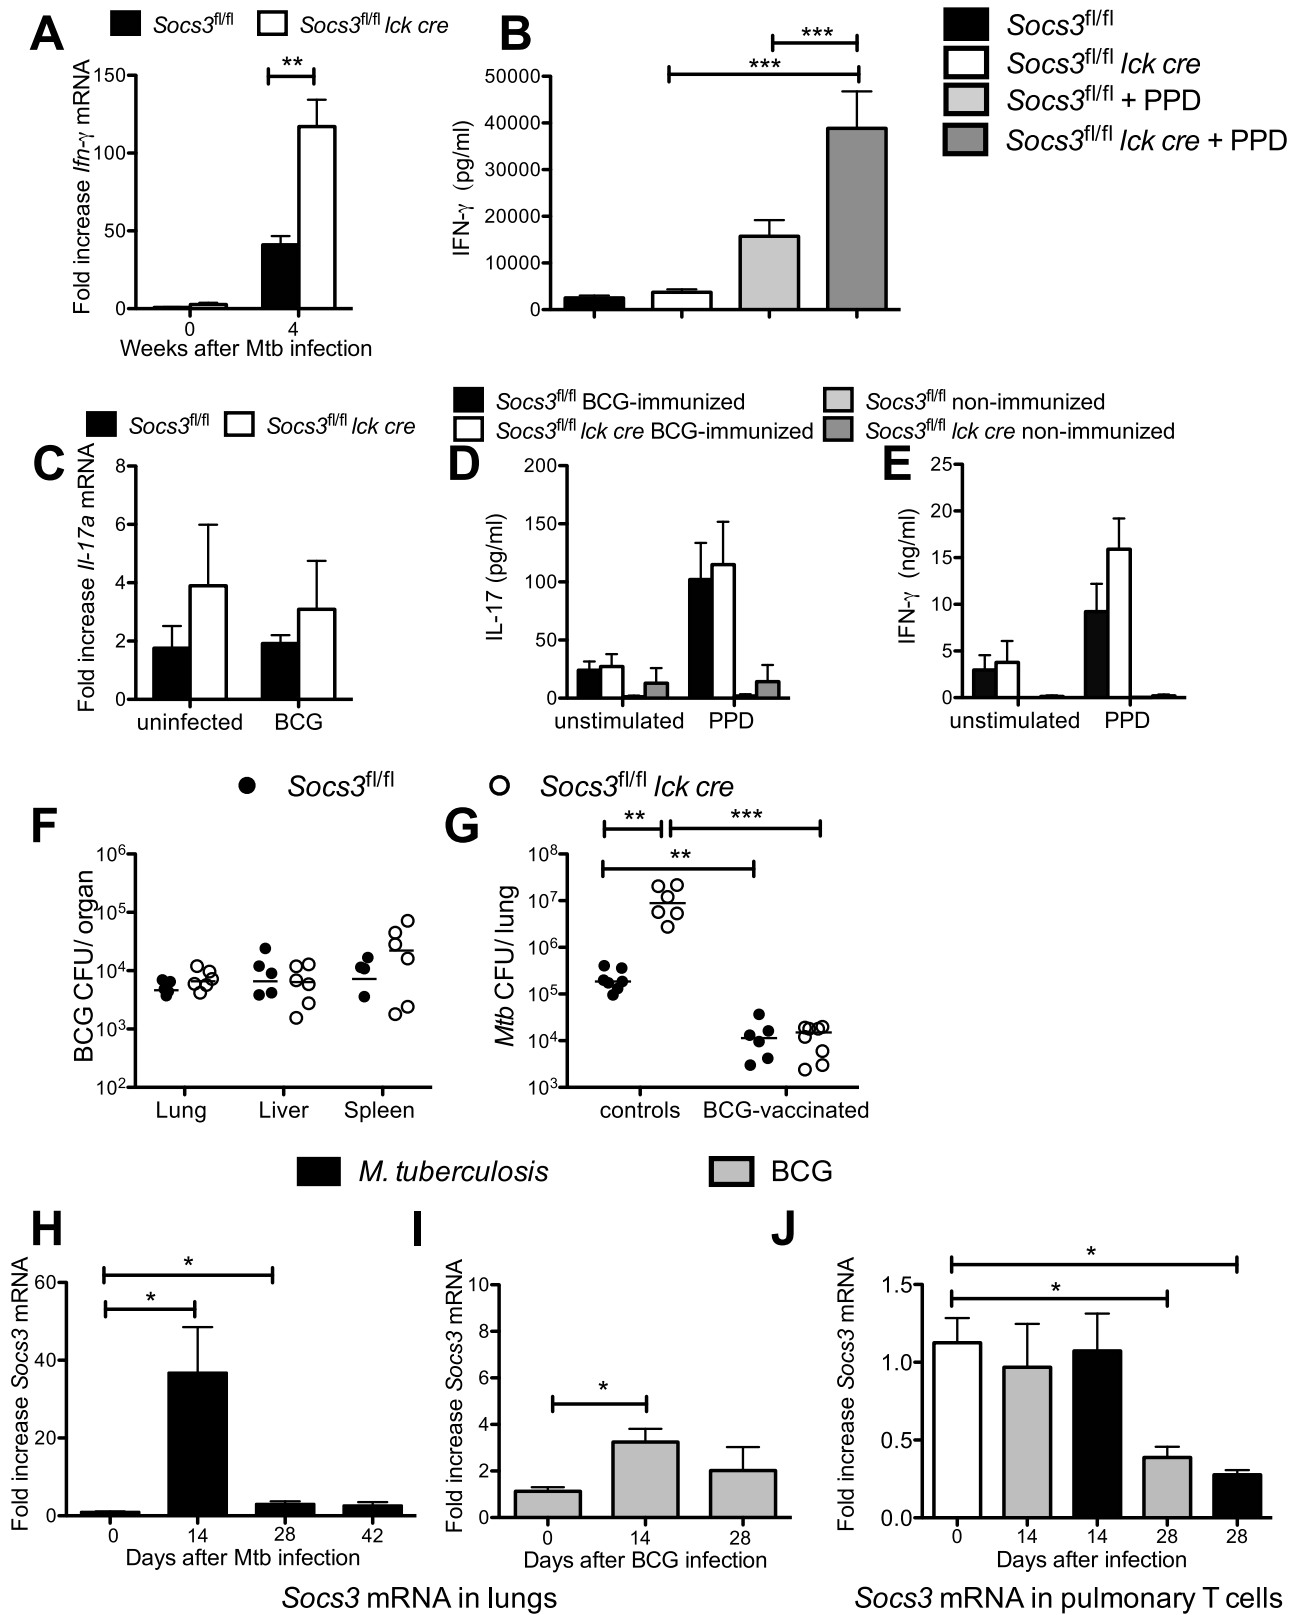 A
Socs3fl/fl
Socs3fl/fl lck cre
Fold increase Ifn-γ mRNA
150
100
50
0
**
0
4
Weeks after Mtb infection
B
IFN-γ (pg/ml)
50000
40000
30000
20000
10000
0
***
***
Socs3fl/fl
Socs3fl/fl lck cre
Socs3fl/fl + PPD
Socs3fl/fl lck cre + PPD
Socs3fl/fl
Socs3fl/fl lck cre
C
Fold increase Il-17a mRNA
8
6
4
2
0
uninfected
BCG
Socs3fl/fl BCG-immunized
Socs3fl/fl lck cre BCG-immunized
Socs3fl/fl non-immunized
Socs3fl/fl lck cre non-immunized
D
IL-17 (pg/ml)
200
150
100
50
0
unstimulated
PPD
E
IFN-γ (ng/ml)
25
20
15
10
5
0
unstimulated
PPD
Socs3fl/fl
Socs3fl/fl lck cre
F
BCG CFU/ organ
10^6
10^5
10^4
10^3
10^2
Lung
Liver
Spleen
G
Mtb CFU/ lung
10^8
10^7
10^6
10^5
10^4
10^3
**
***
**
controls
BCG-vaccinated
M. tuberculosis
BCG
H
Fold increase Socs3 mRNA
60
40
20
0
*
*
0
14
28
42
Days after Mtb infection
I
Fold increase Socs3 mRNA
10
8
6
4
2
0
*
0
14
28
Days after BCG infection
Socs3 mRNA in lungs
J
Fold increase Socs3 mRNA
1.5
1.0
0.5
0.0
*
*
0
14
14
28
28
Days after infection
Socs3 mRNA in pulmonary T cells